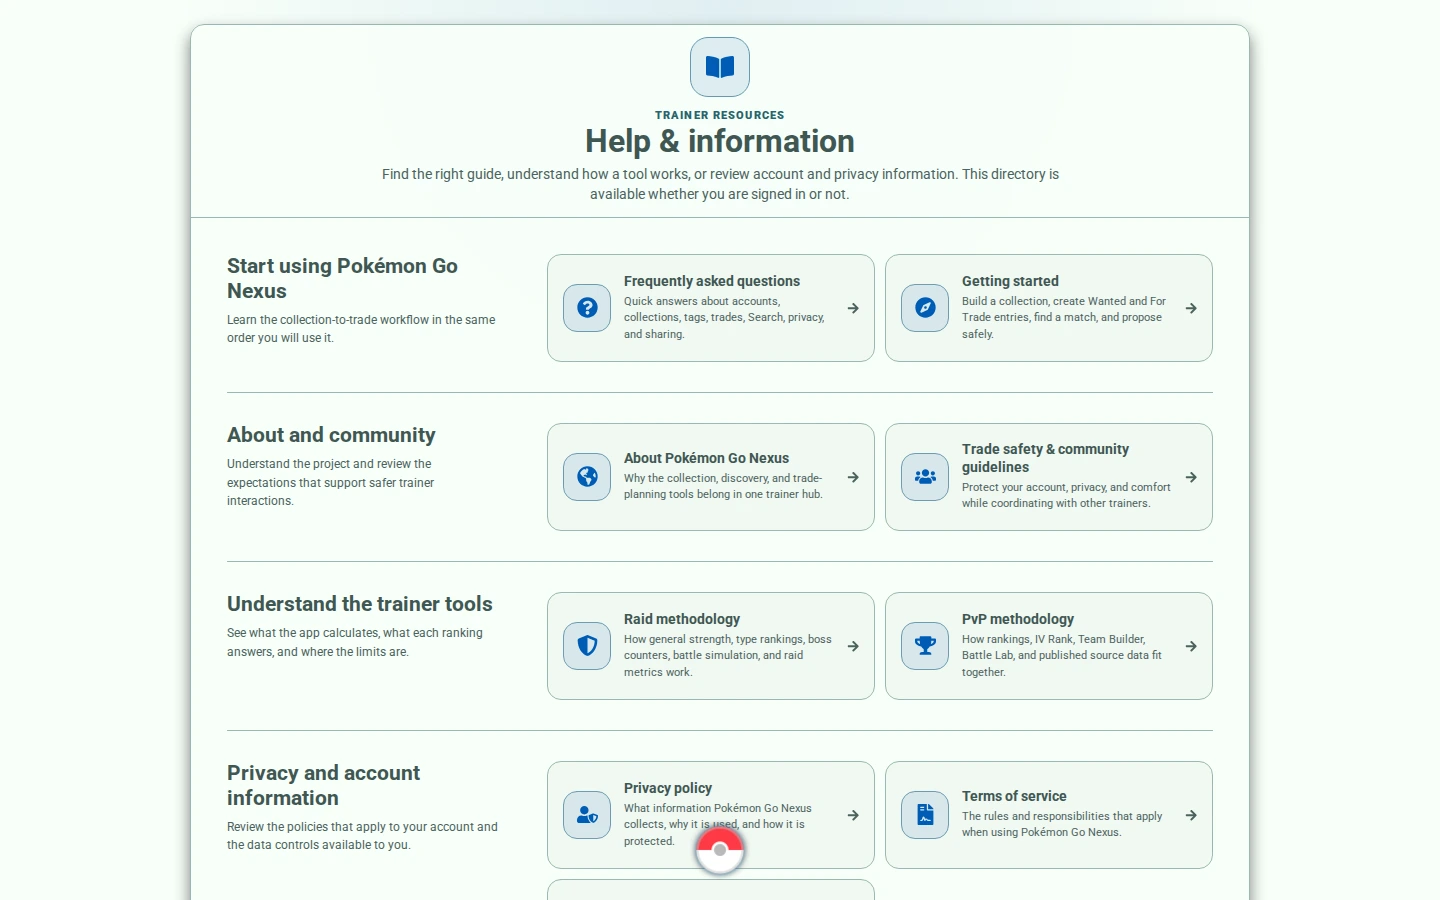 TRAINER RESOURCES
Help & information
Find the right guide, understand how a tool works, or review account and privacy information. This directory is
available whether you are signed in or not.
Start using Pokémon Go
Nexus
Learn the collection-to-trade workflow in the same
order you will use it.
Frequently asked questions
Quick answers about accounts,
collections, tags, trades, Search, privacy,
and sharing.
Getting started
Build a collection, create Wanted and For
Trade entries, find a match, and propose
safely.
About and community
Understand the project and review the
expectations that support safer trainer
interactions.
About Pokémon Go Nexus
Why the collection, discovery, and trade-
planning tools belong in one trainer hub.
Trade safety & community
guidelines
Protect your account, privacy, and comfort
while coordinating with other trainers.
Understand the trainer tools
See what the app calculates, what each ranking
answers, and where the limits are.
Raid methodology
How general strength, type rankings, boss
counters, battle simulation, and raid
metrics work.
PvP methodology
How rankings, IV Rank, Team Builder,
Battle Lab, and published source data fit
together.
Privacy and account
information
Review the policies that apply to your account and
the data controls available to you.
Privacy policy
What information Pokémon Go Nexus
collects, why it is used, and how it is
protected.
Terms of service
The rules and responsibilities that apply
when using Pokémon Go Nexus.